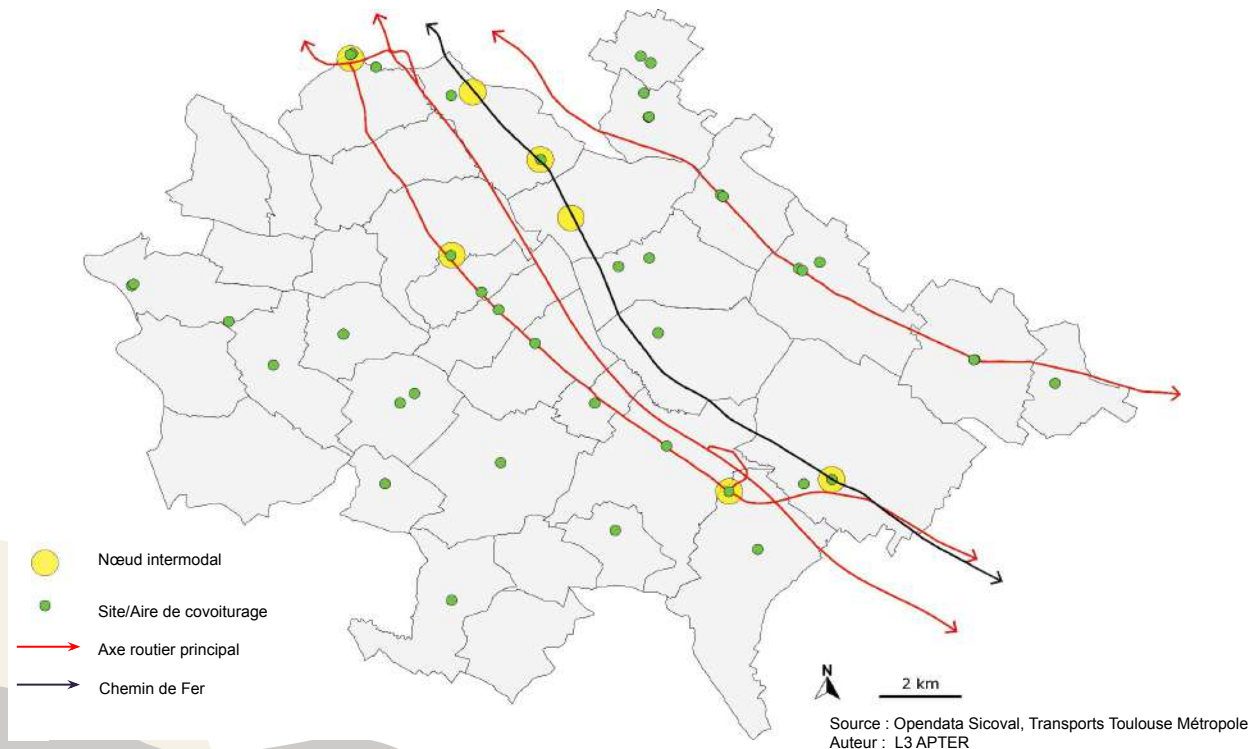 Nœud intermodal
Site/Aire de covoiturage
Axe routier principal
Chemin de Fer
N
2 km
Source : Opendata Sicoval, Transports Toulouse Métropole
Auteur : L3 APTER